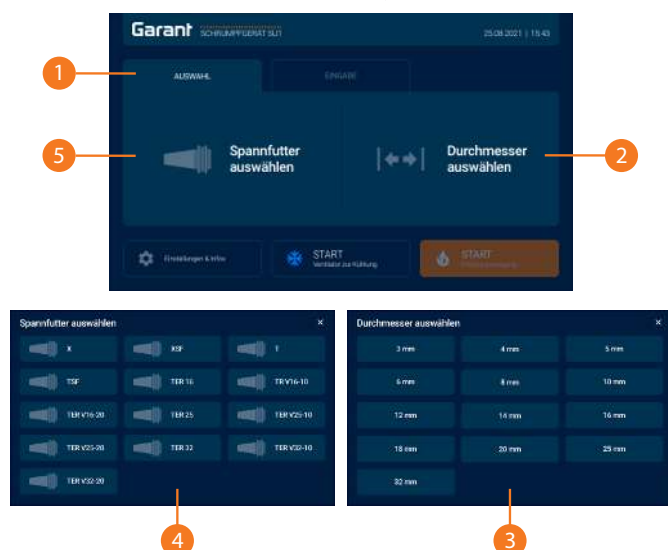 Garant SCHRUMPFGERÄT SU1
25.08.2021 | 15:43
1
AUSWAHL
EINGABE
5
Spannfutter
auswählen
Durchmesser
auswählen
2
Einstellungen & Infos
START
Ventilator zur Kühlung
START
Spannfutter auswählen
×
X
XSF
T
TSF
TER 16
TER V16-20
TER 25
TER V25-10
TER V25-20
TER 32
TER V32-10
TER V32-20
4
Durchmesser auswählen
×
3 mm
4 mm
5 mm
6 mm
8 mm
10 mm
12 mm
14 mm
16 mm
18 mm
20 mm
25 mm
32 mm
3